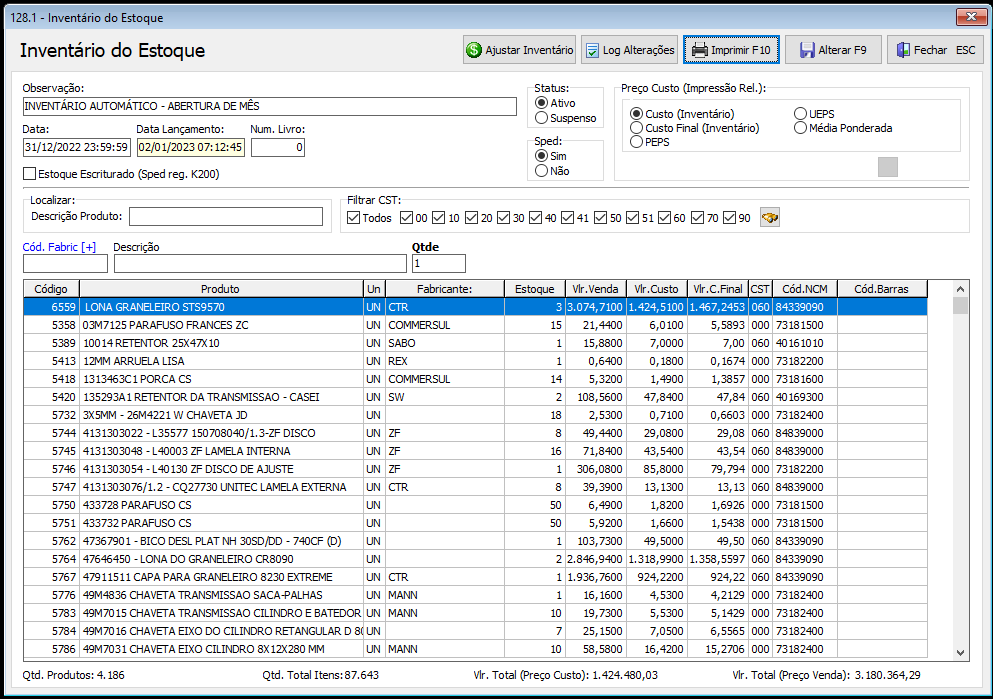 128.1 - Inventário do Estoque
Inventário do Estoque
Ajustar Inventário
Log Alterações
Imprimir F10
Alterar F9
Fechar ESC
Observação:
INVENTÁRIO AUTOMÁTICO - ABERTURA DE MÊS
Data: Data Lançamento: Num. Livro:
31/12/2022 23:59:59 02/01/2023 07:12:45 0
Estoque Escriturado (Sped reg. K200)
Status:
Ativo
Suspenso
Sped:
Sim
Não
Preço Custo (Impressão Rel.):
Custo (Inventário) UEPS
Custo Final (Inventário) Média Ponderada
PEPS
Localizar:
Descrição Produto:
Filtrar CST:
Todos 00 10 20 30 40 41 50 51 60 70 90
Cód. Fabric [+] Descrição Qtde
1
Código Produto Un Fabricante: Estoque Vlr.Venda Vlr.Custo Vlr.C.Final CST Cód.NCM Cód.Barras
6559 LONA GRANELEIRO STS9570 UN CTR 3 3.074,7100 1.424,5100 1.467,2453 060 84339090
5358 03M7125 PARAFUSO FRANCES ZC UN COMMERSUL 15 21,4400 6,0100 5,5893 000 73181500
5389 10014 RETENTOR 25X47X10 UN SABO 1 15,8800 7,0000 7,00 060 40161010
5413 12MM ARRUELA LISA UN REX 1 0,6400 0,1800 0,1674 000 73182200
5418 1313463C1 PORCA CS UN COMMERSUL 14 5,3200 1,4900 1,3857 000 73181600
5420 135293A1 RETENTOR DA TRANSMISSAO - CASEI UN SW 2 108,5600 47,8400 47,84 060 40169300
5732 3X5MM - 26M4221 W CHAVETA JD UN 18 2,5300 0,7100 0,6603 000 73182400
5744 4131303022 - L35577 150708040/1.3-ZF DISCO UN ZF 8 49,4400 29,0800 29,08 060 84839000
5745 4131303048 - L40003 ZF LAMELA INTERNA UN ZF 16 71,8400 43,5400 43,54 060 84839000
5746 4131303054 - L40130 ZF DISCO DE AJUSTE UN ZF 1 306,0800 85,8000 79,794 000 73182200
5747 4131303076/1.2 - CQ27730 UNITEC LAMELA EXTERNA UN CTR 8 39,3900 13,1300 13,13 060 84839000
5750 433728 PARAFUSO CS UN 50 6,4900 1,8200 1,6926 000 73181500
5751 433732 PARAFUSO CS UN 50 5,9200 1,6600 1,5438 000 73181500
5762 47367901 - BICO DESL PLAT NH 30SD/DD - 740CF (D) UN 1 103,7300 49,5000 49,50 060 84339090
5764 47646450 - LONA DO GRANELEIRO CR8090 UN 2 2.846,9400 1.318,9900 1.358,5597 060 84339090
5767 47911511 CAPA PARA GRANELEIRO 8230 EXTREME UN CTR 1 1.936,7600 924,2200 924,22 060 84339090
5776 49M4836 CHAVETA TRANSMISSAO SACA-PALHAS UN MANN 1 16,1600 4,5300 4,2129 000 73182400
5783 49M7015 CHAVETA TRANSMISSAO CILINDRO E BATEDOR UN MANN 10 19,7300 5,5300 5,1429 000 73182400
5784 49M7016 CHAVETA EIXO DO CILINDRO RETANGULAR D 80 UN 7 25,1500 7,0500 6,5565 000 73182400
5786 49M7031 CHAVETA EIXO CILINDRO 8X12X280 MM UN MANN 10 58,5800 16,4200 15,2706 000 73182400
Qtd. Produtos: 4.186 Qtd. Total Itens: 87.643 Vlr. Total (Preço Custo): 1.424.480,03 Vlr. Total (Preço Venda): 3.180.364,29